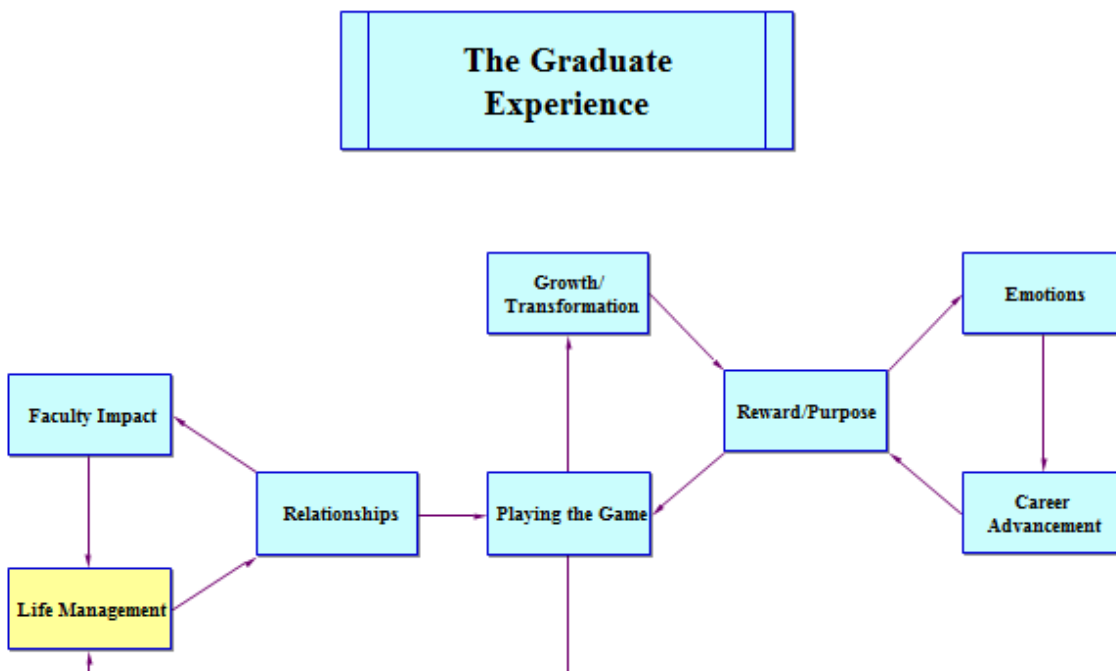 The Graduate
Experience
Growth/
Transformation
Emotions
Faculty Impact
Reward/Purpose
Relationships
Playing the Game
Career
Advancement
Life Management